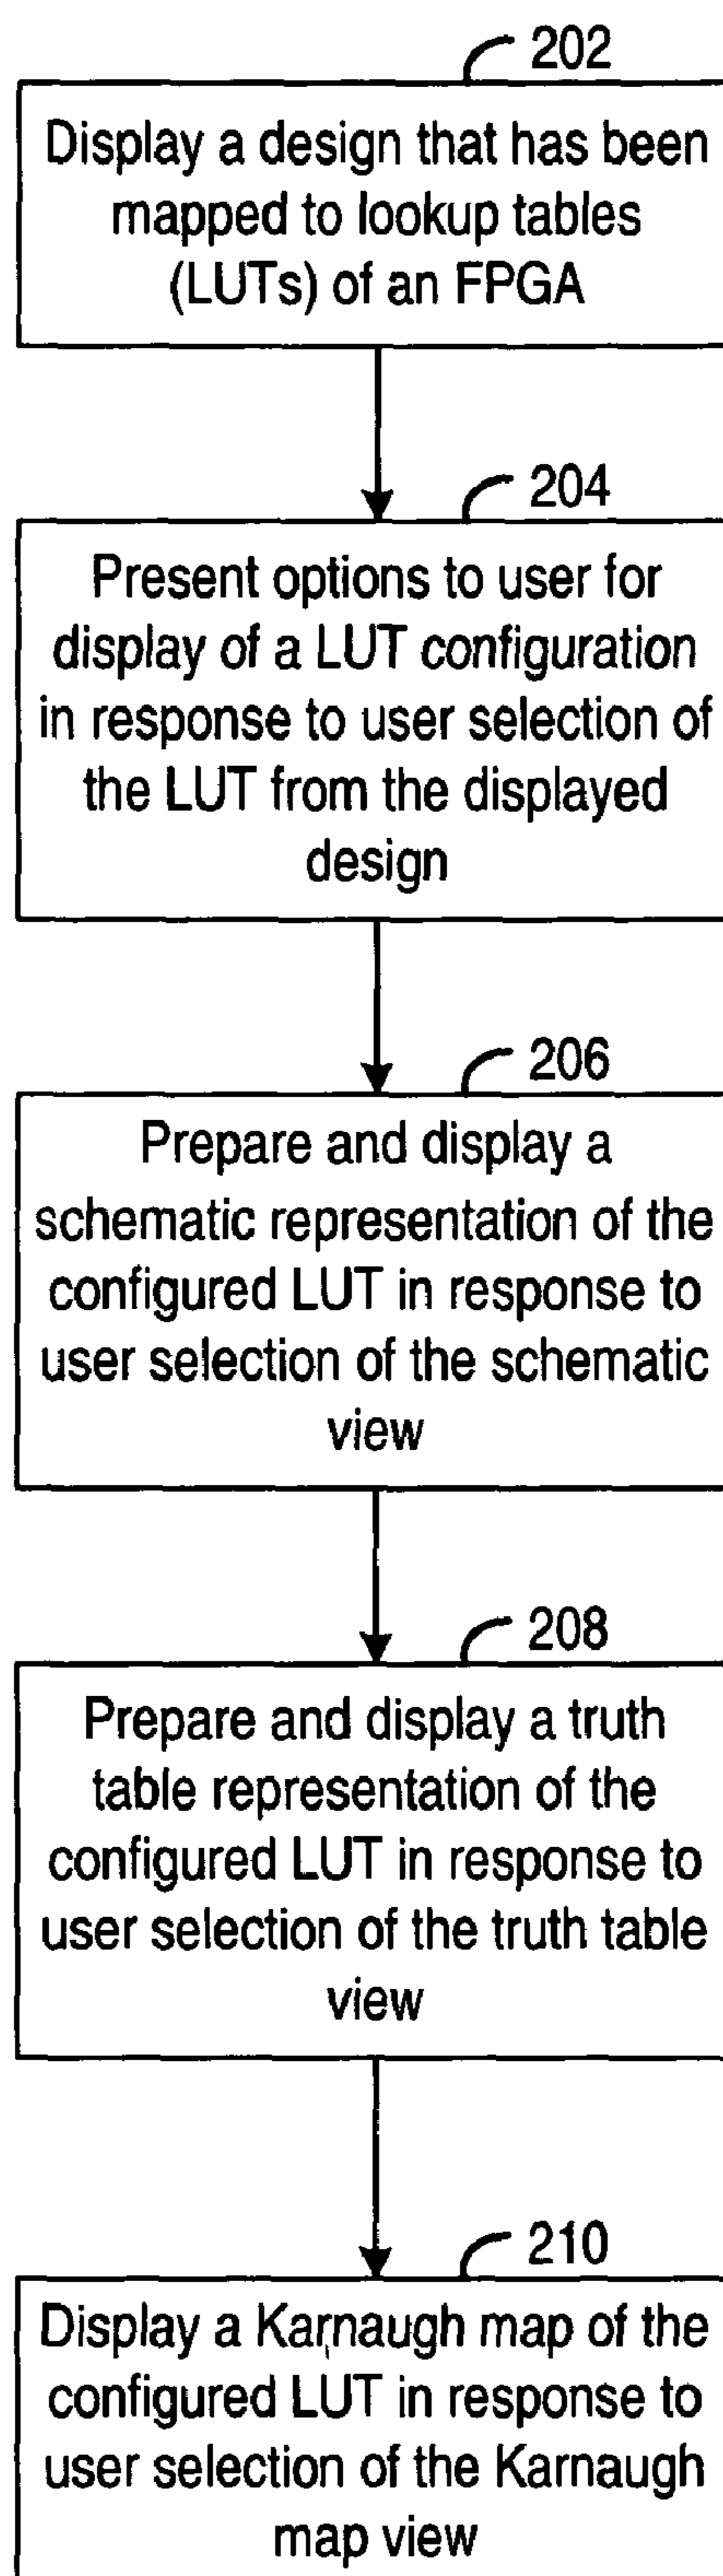 202
Display a design that has been
mapped to lookup tables
(LUTs) of an FPGA
204
Present options to user for
display of a LUT configuration
in response to user selection of
the LUT from the displayed
design
206
Prepare and display a
schematic representation of the
configured LUT in response to
user selection of the schematic
view
208
Prepare and display a truth
table representation of the
configured LUT in response to
user selection of the truth table
view
210
Display a Karnaugh map of the
configured LUT in response to
user selection of the Karnaugh
map view